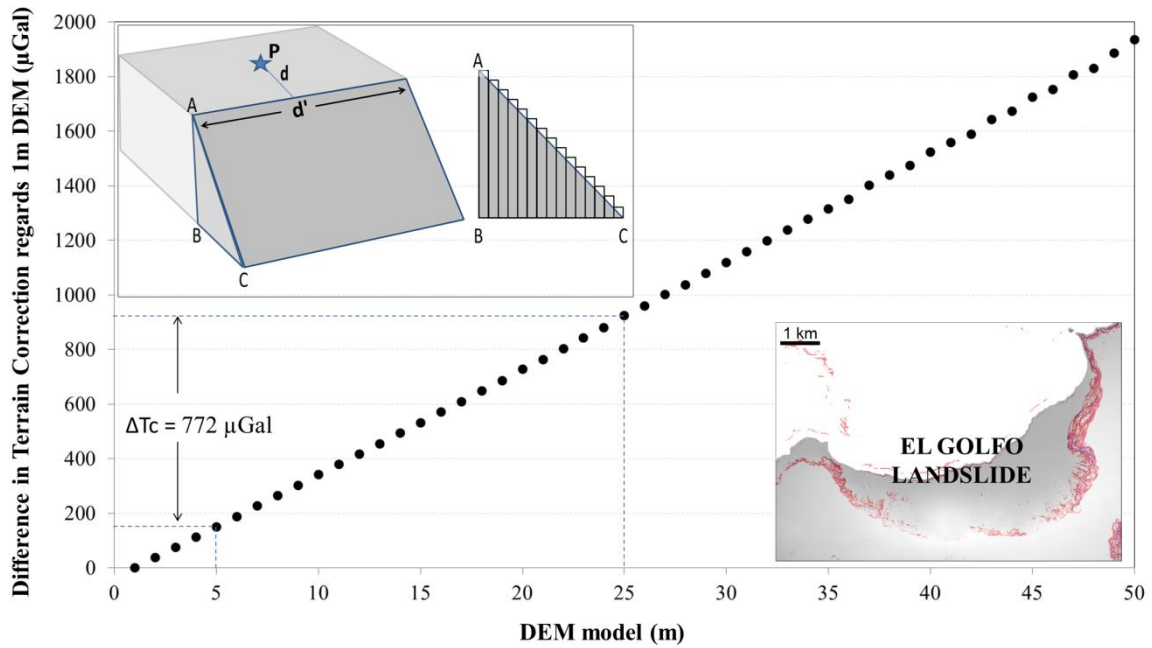 Difference in Terrain Correction regards 1m DEM (μGal)
2000
1800
1600
1400
1200
1000
800
600
400
200
0
P
d
d'
A
B
C
A
B
C
ΔTc = 772 μGal
1 km
EL GOLFO
LANDSLIDE
0 5 10 15 20 25 30 35 40 45 50
DEM model (m)